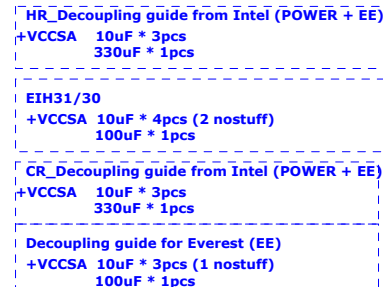 HR_Decoupling guide from Intel (POWER + EE)
+VCCSA 10uF * 3pcs
330uF * 1pcs
EIH31/30
+VCCSA 10uF * 4pcs (2 nostuff)
100uF * 1pcs
CR_Decoupling guide from Intel (POWER + EE)
+VCCSA 10uF * 3pcs
330uF * 1pcs
Decoupling guide for Everest (EE)
+VCCSA 10uF * 3pcs (1 nostuff)
100uF * 1pcs